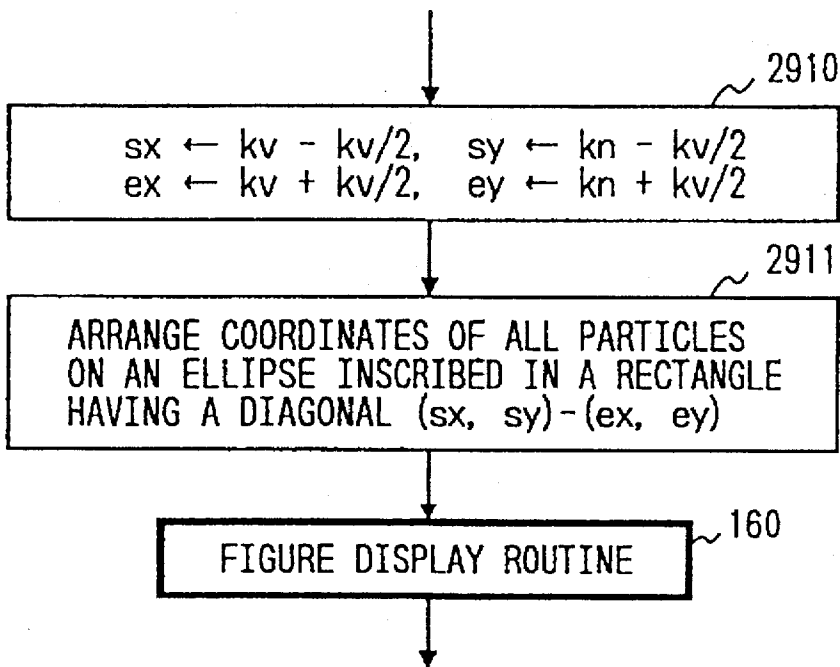 2910
sx ← kv - kv/2, sy ← kn - kv/2
ex ← kv + kv/2, ey ← kn + kv/2
2911
ARRANGE COORDINATES OF ALL PARTICLES
ON AN ELLIPSE INSCRIBED IN A RECTANGLE
HAVING A DIAGONAL (sx, sy)-(ex, ey)
160
FIGURE DISPLAY ROUTINE